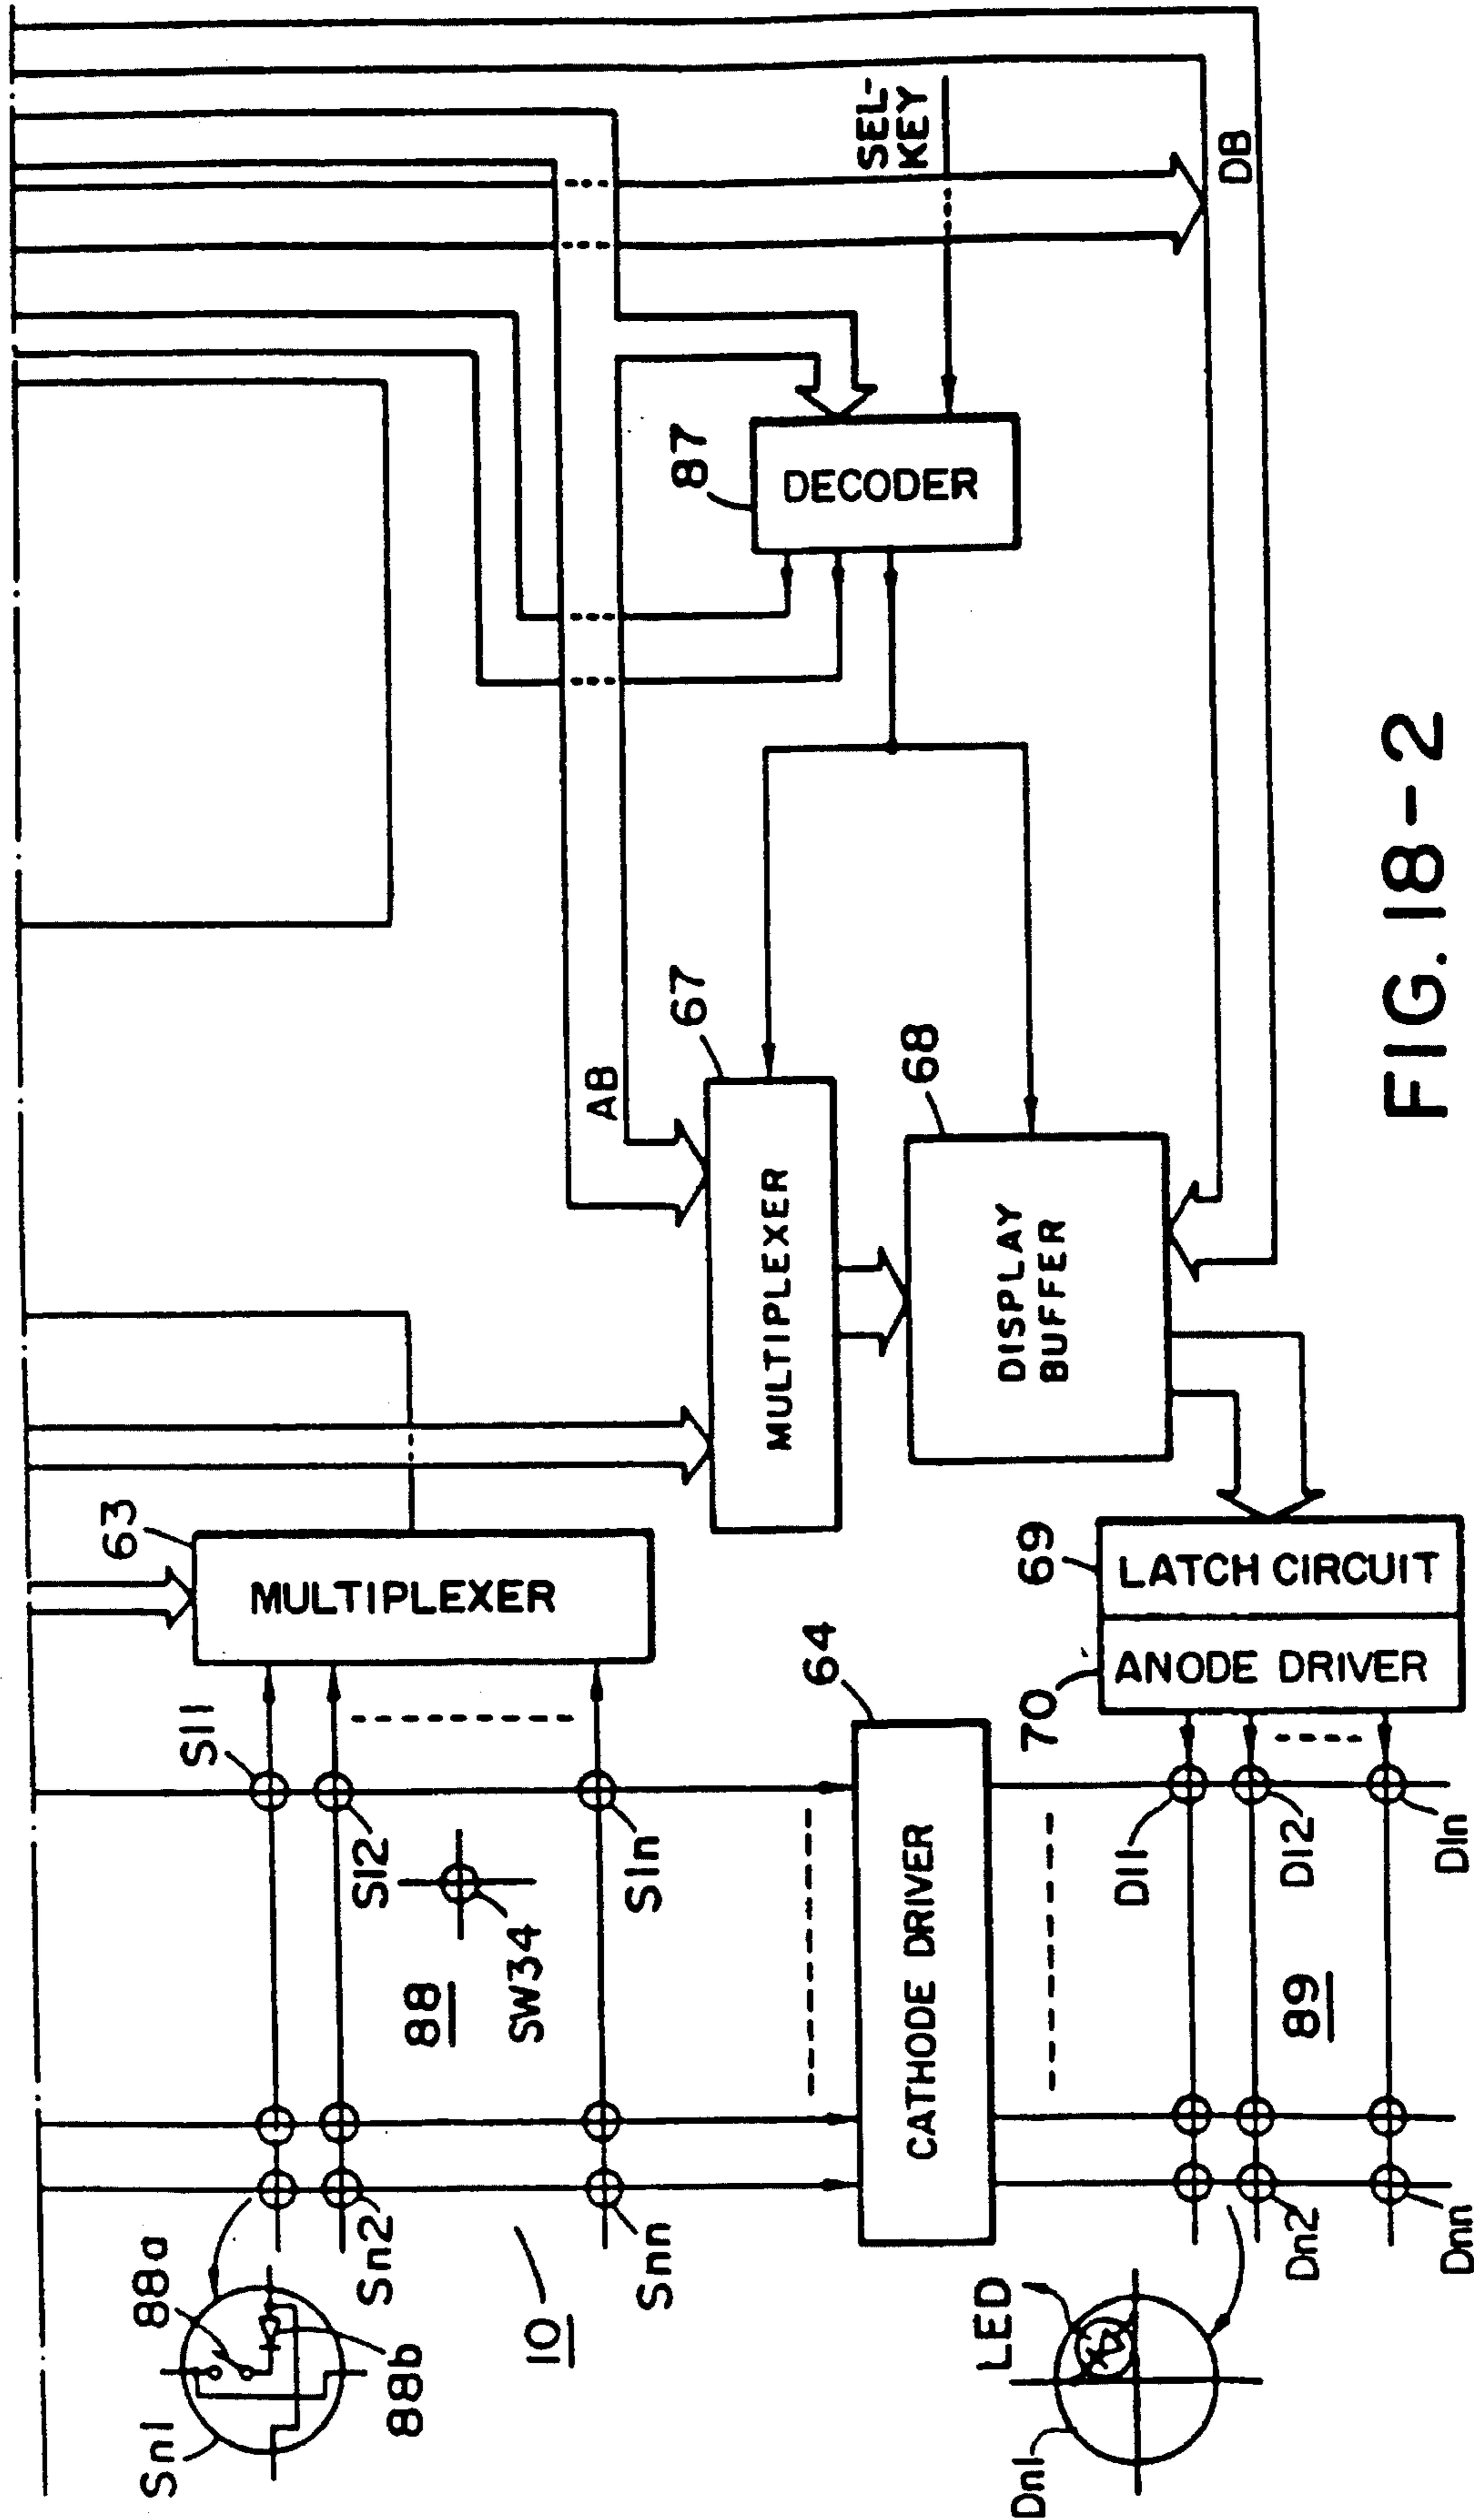 SEL-
KEY
DB
87
DECODER
AB
67
MULTIPLEXER
68
DISPLAY
BUFFER
63
MULTIPLEXER
S11
S12
S1n
88
SW34
64
CATHODE DRIVER
69
LATCH CIRCUIT
70
ANODE DRIVER
D11
D12
D1n
89
Sn1
88a
88b
Sn2
Snn
10
LED
Dn1
Dn2
Dnn
FIG. 18-2